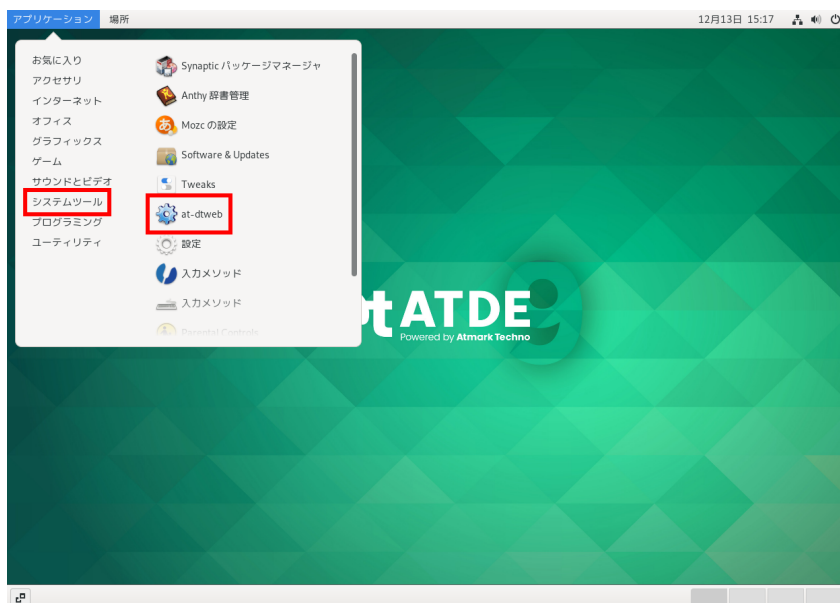 アプリケーション 場所 12月13日 15:17
お気に入り
アクセサリ
インターネット
オフィス
グラフィックス
ゲーム
サウンドとビデオ
システムツール
プログラミング
ユーティリティ
Synaptic パッケージマネージャ
Anthy 辞書管理
Mozc の設定
Software & Updates
Tweaks
at-dtweb
設定
入力メソッド
入力メソッド
Parental Controls
ATDE 9
Powered by Atmark Techno